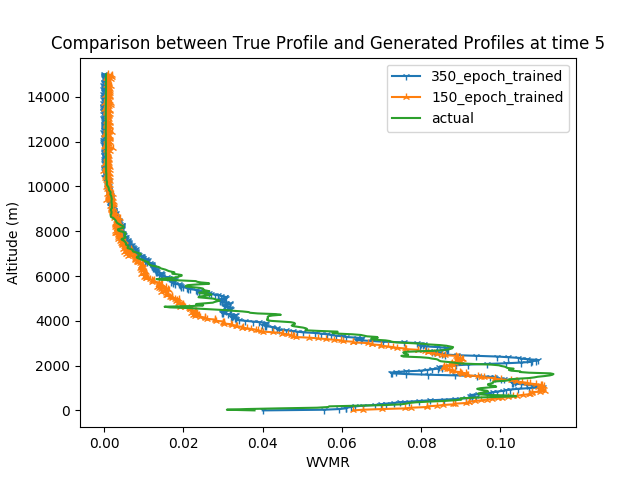 Comparison between True Profile and Generated Profiles at time 5
350_epoch_trained
150_epoch_trained
actual
14000
12000
10000
8000
6000
4000
2000
0
Altitude (m)
0.00 0.02 0.04 0.06 0.08 0.10
WVMR